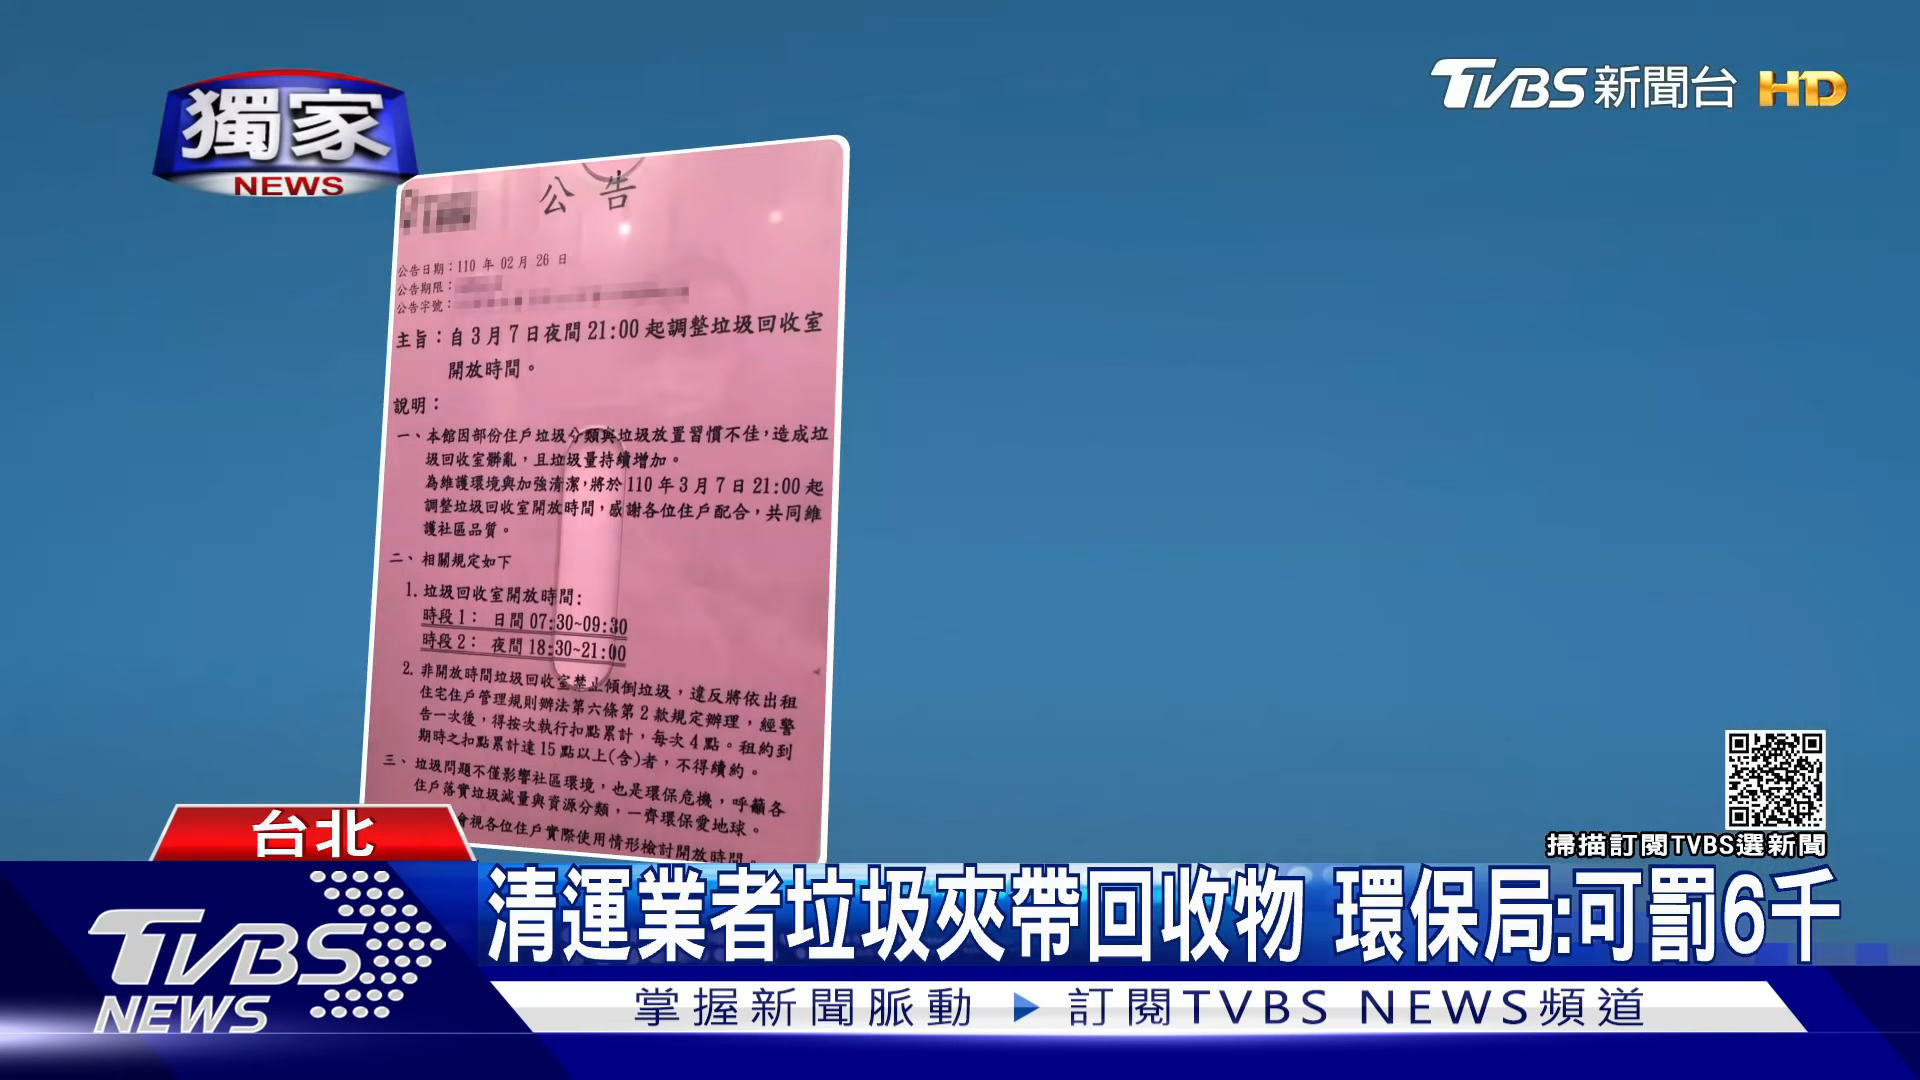 獨家
NEWS
TVBS新聞台 HD
公告
公告日期：110 年 02 月 26 日
公告期限：
公告字號：
主旨：自 3 月 7 日夜間 21:00 起調整垃圾回收室
開放時間。
說明：
一、本館因部份住戶垃圾分類與垃圾放置習慣不佳，造成垃
圾回收室髒亂，且垃圾量持續增加。
為維護環境與加強清潔，將於 110 年 3 月 7 日 21:00 起
調整垃圾回收室開放時間，感謝各位住戶配合，共同維
護社區品質。
二、相關規定如下
1. 垃圾回收室開放時間：
時段 1： 日間 07:30~09:30
時段 2： 夜間 18:30~21:00
2. 非開放時間垃圾回收室禁止傾倒垃圾，違反將依出租
住宅住戶管理規則辦法第六條第 2 款規定辦理，經警
告一次後，得按次執行扣點累計，每次 4 點。租約到
期時之扣點累計達 15 點以上(含)者，不得續約。
三、垃圾問題不僅影響社區環境，也是環保危機，呼籲各
住戶落實垃圾減量與資源分類，一齊環保愛地球。
會視各位住戶實際使用情形檢討開放時間。
掃描訂閱TVBS選新聞
台北
清運業者垃圾夾帶回收物 環保局:可罰6千
TVBS
NEWS
掌握新聞脈動 ▶ 訂閱TVBS NEWS頻道